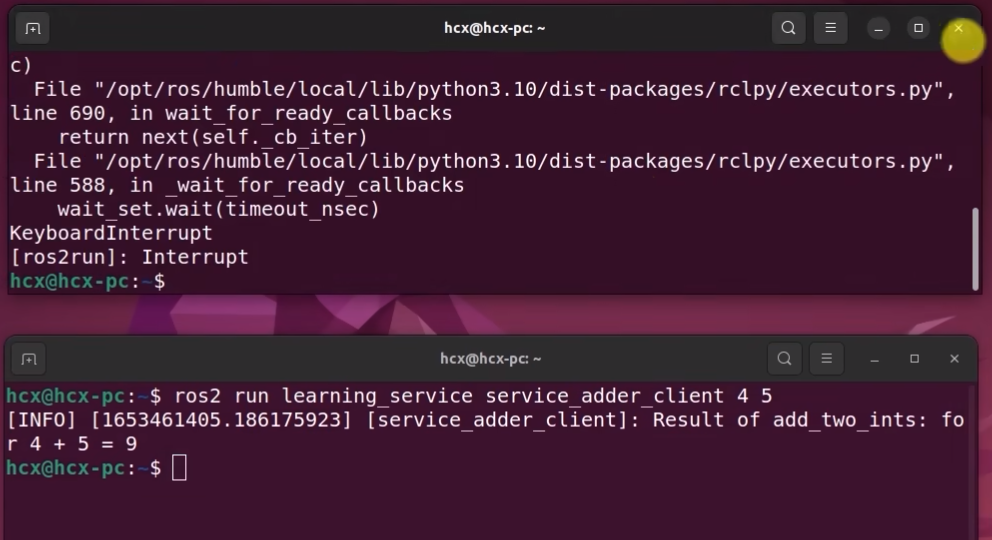 hcx@hcx-pc: ~
c)
  File "/opt/ros/humble/local/lib/python3.10/dist-packages/rclpy/executors.py",
line 690, in wait_for_ready_callbacks
    return next(self._cb_iter)
  File "/opt/ros/humble/local/lib/python3.10/dist-packages/rclpy/executors.py",
line 588, in _wait_for_ready_callbacks
    wait_set.wait(timeout_nsec)
KeyboardInterrupt
[ros2run]: Interrupt
hcx@hcx-pc:~$
hcx@hcx-pc: ~
hcx@hcx-pc:~$ ros2 run learning_service service_adder_client 4 5
[INFO] [1653461405.186175923] [service_adder_client]: Result of add_two_ints: fo
r 4 + 5 = 9
hcx@hcx-pc:~$